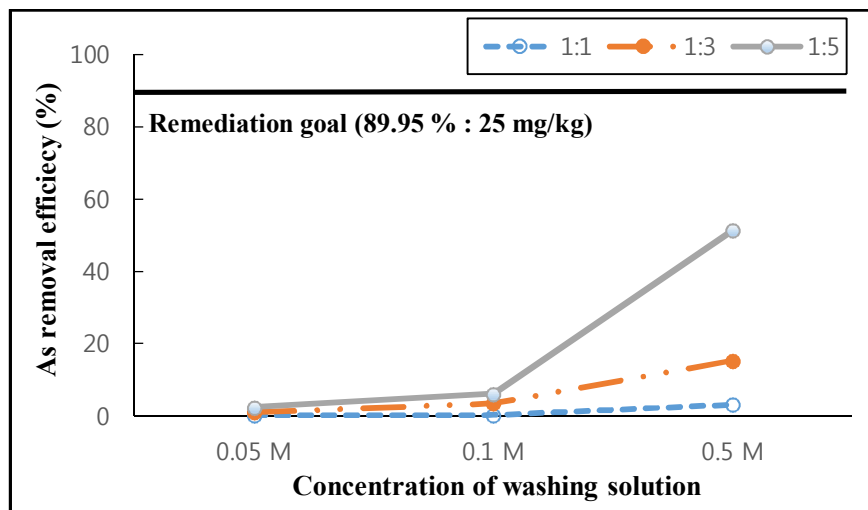 1:1 1:3 1:5
100
80
60
40
20
0
As removal efficiecy (%)
Remediation goal (89.95 % : 25 mg/kg)
0.05 M 0.1 M 0.5 M
Concentration of washing solution